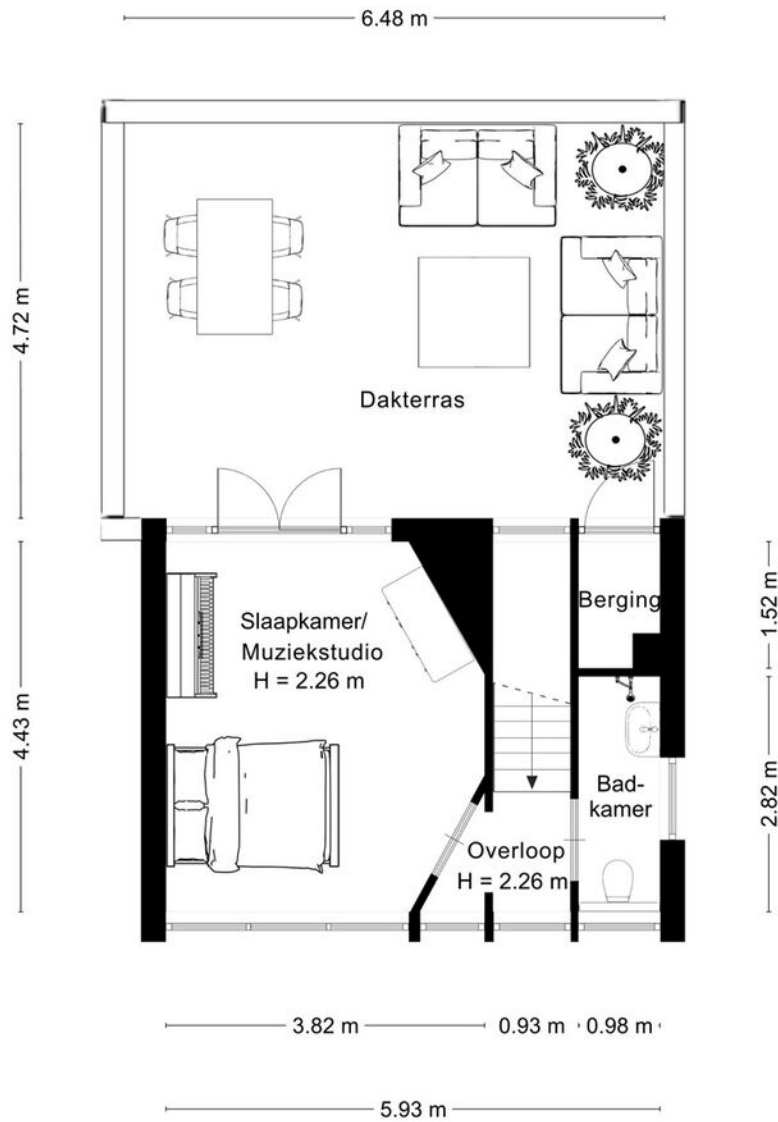 6.48 m
4.72 m
Dakterras
Slaapkamer/
Muziekstudio
H = 2.26 m
Berging
1.52 m
4.43 m
Bad-
kamer
2.82 m
Overloop
H = 2.26 m
3.82 m
0.93 m
0.98 m
5.93 m